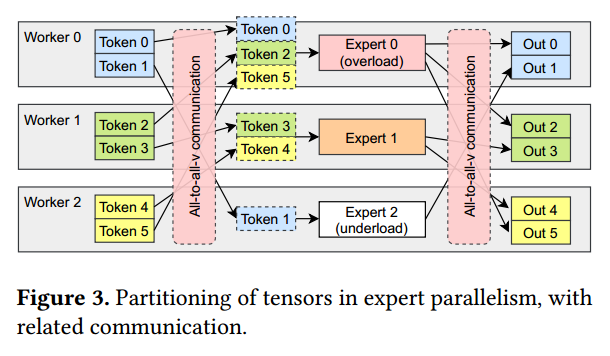 Worker 0
Token 0
Token 1
All-to-all-v communication
Token 0
Token 2
Token 5
Expert 0
(overload)
All-to-all-v communication
Out 0
Out 1
Worker 1
Token 2
Token 3
Token 3
Token 4
Expert 1
Out 2
Out 3
Worker 2
Token 4
Token 5
Token 1
Expert 2
(underload)
Out 4
Out 5
Figure 3. Partitioning of tensors in expert parallelism, with
related communication.